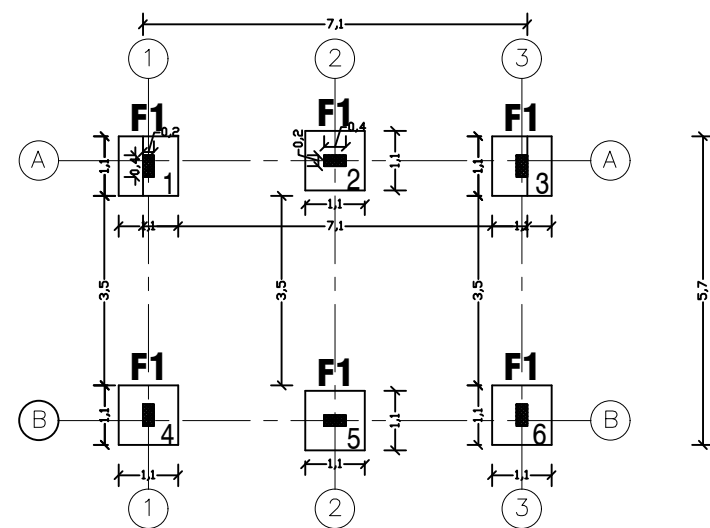 7,1
1 2 3
F1 F1
0,2 0,4
0,2
A 1,1 0,4 1 2 1,1 1,1 3 A
1,1
1,1 7,1 1,1
3,5 3,5 3,5 5,7
F1 F1 F1
B 1,1 4 5 1,1 1,1 6 B
1,1 1,1 1,1
1 2 3
F1